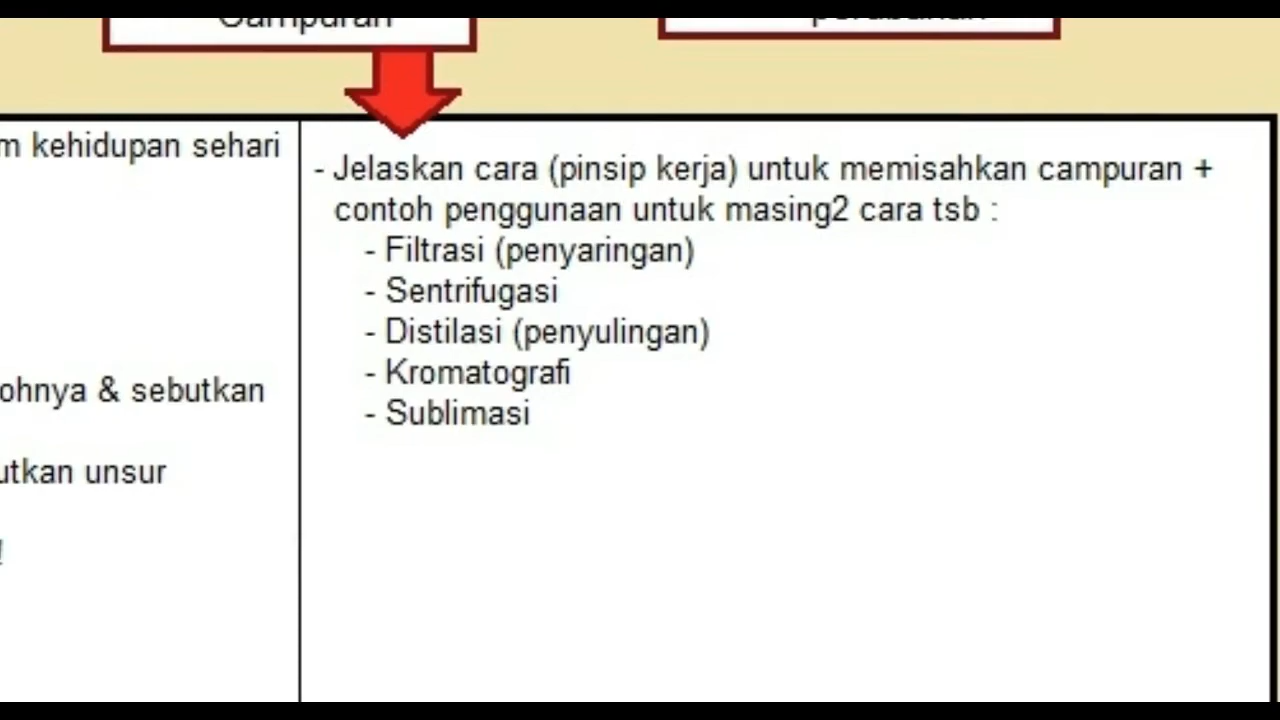 Campuran
perubahan
m kehidupan sehari
ohnya & sebutkan
utkan unsur
!
- Jelaskan cara (pinsip kerja) untuk memisahkan campuran +
contoh penggunaan untuk masing2 cara tsb :
- Filtrasi (penyaringan)
- Sentrifugasi
- Distilasi (penyulingan)
- Kromatografi
- Sublimasi